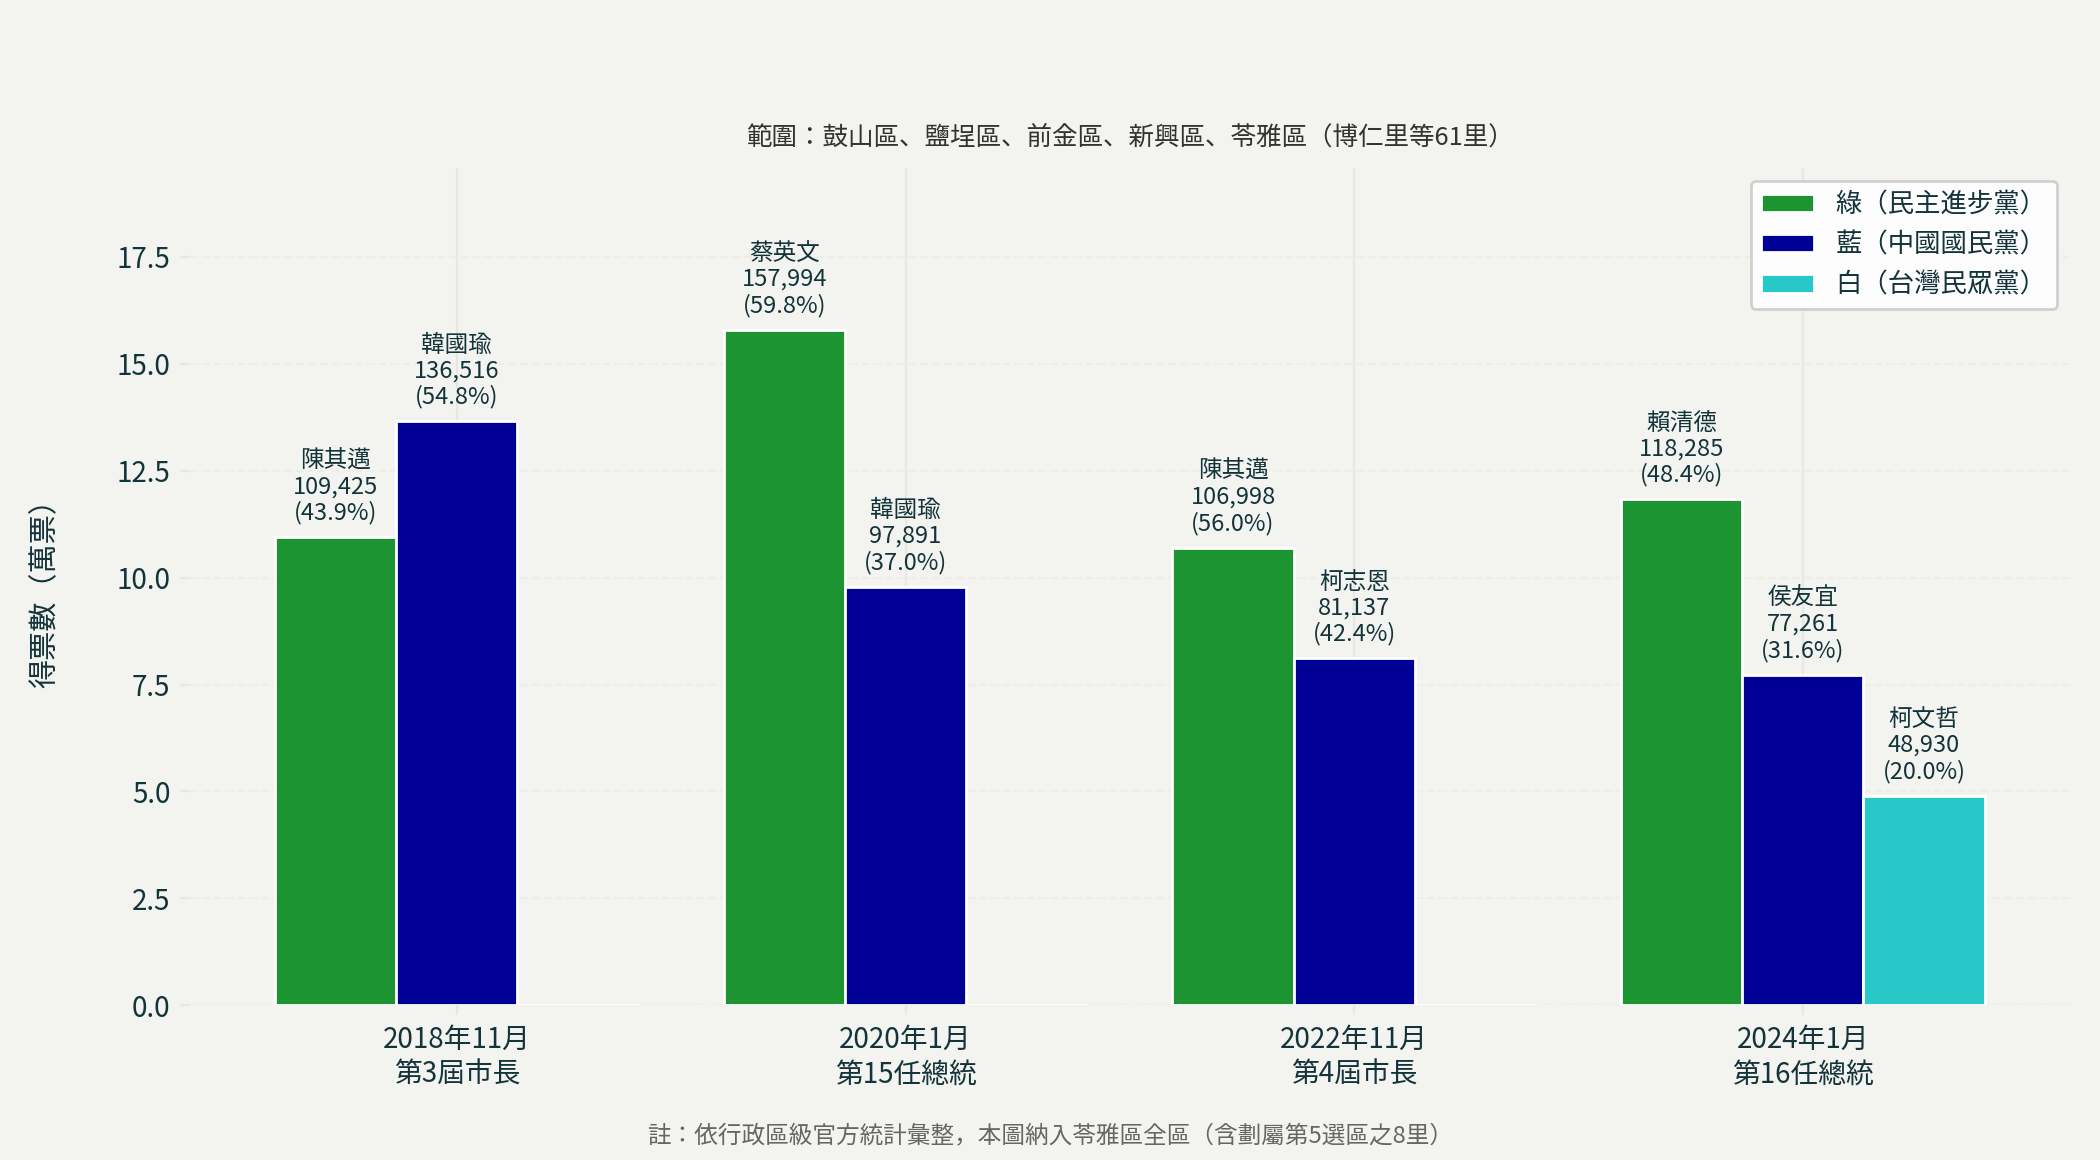 範圍：鼓山區、鹽埕區、前金區、新興區、苓雅區（博仁里等61里）
綠（民主進步黨）
藍（中國國民黨）
白（台灣民眾黨）
得票數（萬票）
17.5
15.0
12.5
10.0
7.5
5.0
2.5
0.0
陳其邁
109,425
(43.9%)
韓國瑜
136,516
(54.8%)
蔡英文
157,994
(59.8%)
韓國瑜
97,891
(37.0%)
陳其邁
106,998
(56.0%)
柯志恩
81,137
(42.4%)
賴清德
118,285
(48.4%)
侯友宜
77,261
(31.6%)
柯文哲
48,930
(20.0%)
2018年11月
第3屆市長
2020年1月
第15任總統
2022年11月
第4屆市長
2024年1月
第16任總統
註：依行政區級官方統計彙整，本圖納入苓雅區全區（含劃屬第5選區之8里）